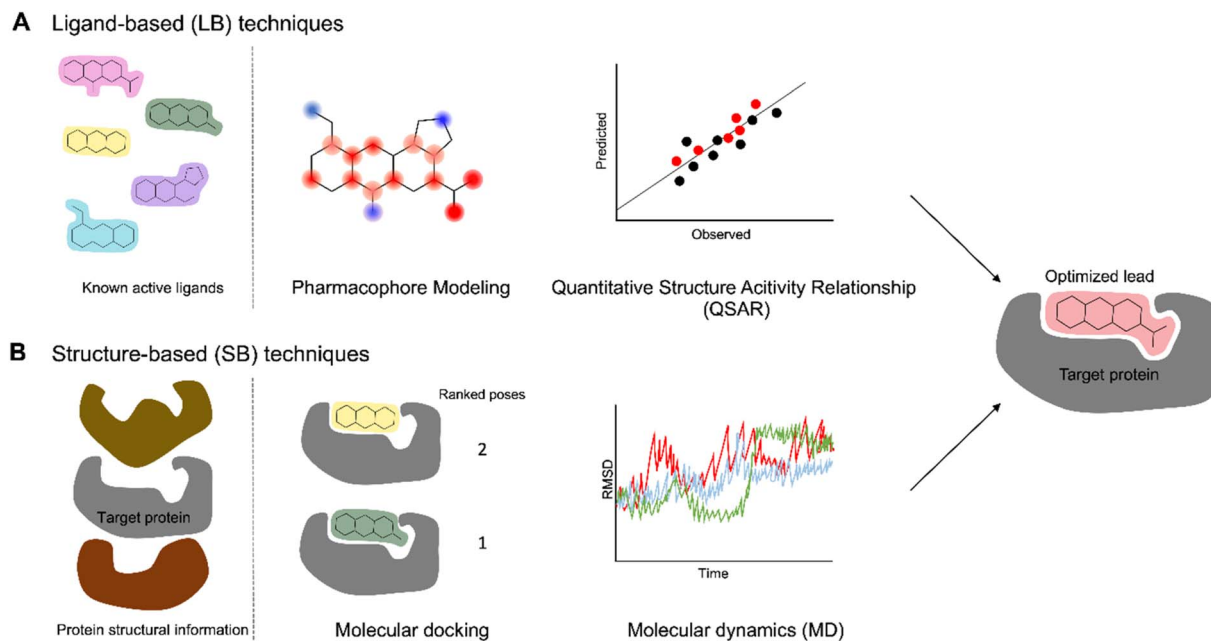 A Ligand-based (LB) techniques
Known active ligands
Pharmacophore Modeling
Predicted
Observed
Quantitative Structure Acitivity Relationship
(QSAR)
Optimized lead
Target protein
B Structure-based (SB) techniques
Target protein
Protein structural information
Ranked poses
2
1
Molecular docking
RMSD
Time
Molecular dynamics (MD)